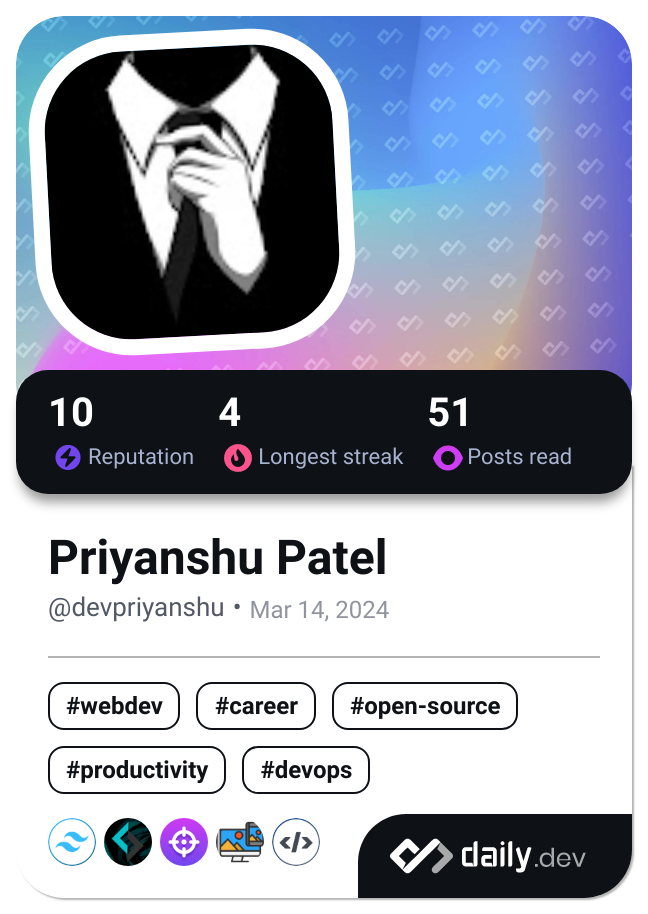 10 4 51
Reputation Longest streak Posts read
Priyanshu Patel
@devpriyanshu • Mar 14, 2024
#webdev #career #open-source
#productivity #devops
</> daily.dev